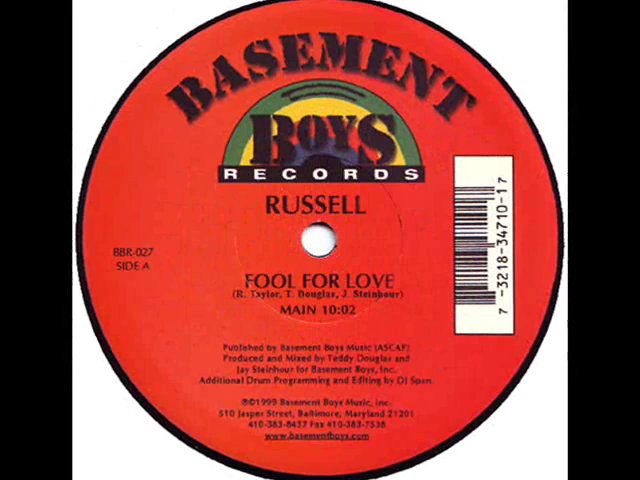 BASEMENT
BOYS
RECORDS
RUSSELL
BBR-027
SIDE A
FOOL FOR LOVE
(R. Taylor, T. Douglas, J. Steinhour)
MAIN 10:02
7 -3218-34710-1 7
Published by Basement Boys Music (ASCAP)
Produced and Mixed by Teddy Douglas and
Jay Steinhour for Basement Boys, Inc.
Additional Drum Programming and Editing by DJ Spen
℗©1999 Basement Boys Music, Inc.
510 Jasper Street, Baltimore, Maryland 21201
410-383-8437 Fax 410-383-7538
www.basementboys.com